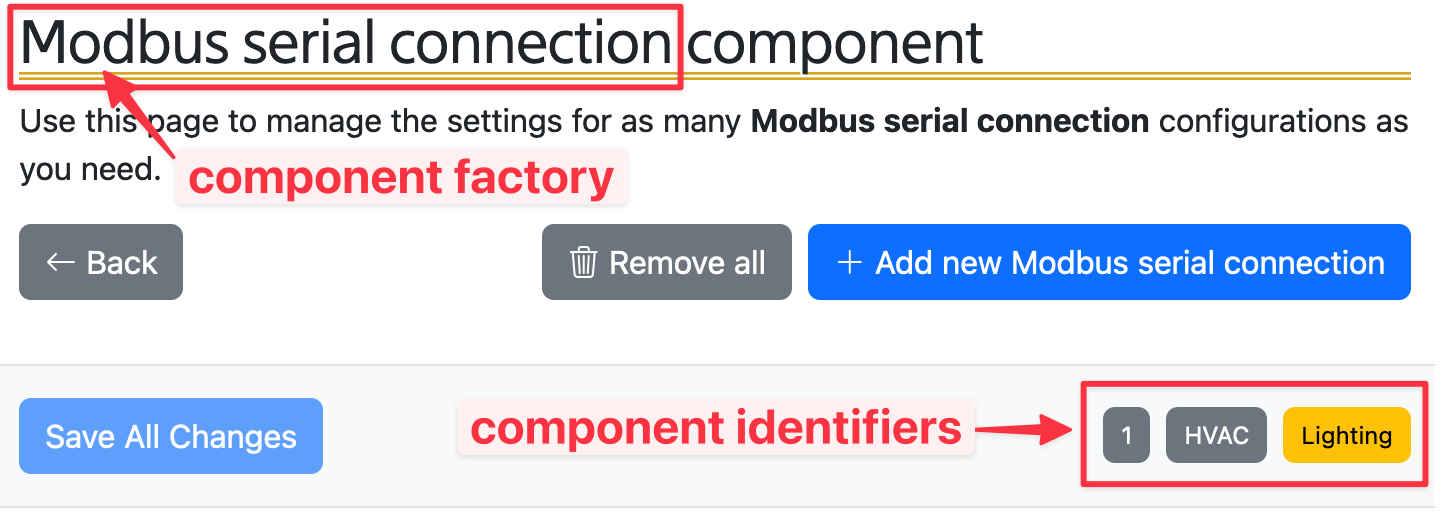 Modbus serial connection component
Use this page to manage the settings for as many Modbus serial connection configurations as
you need.
component factory
← Back
Remove all
+ Add new Modbus serial connection
Save All Changes
component identifiers
1
HVAC
Lighting